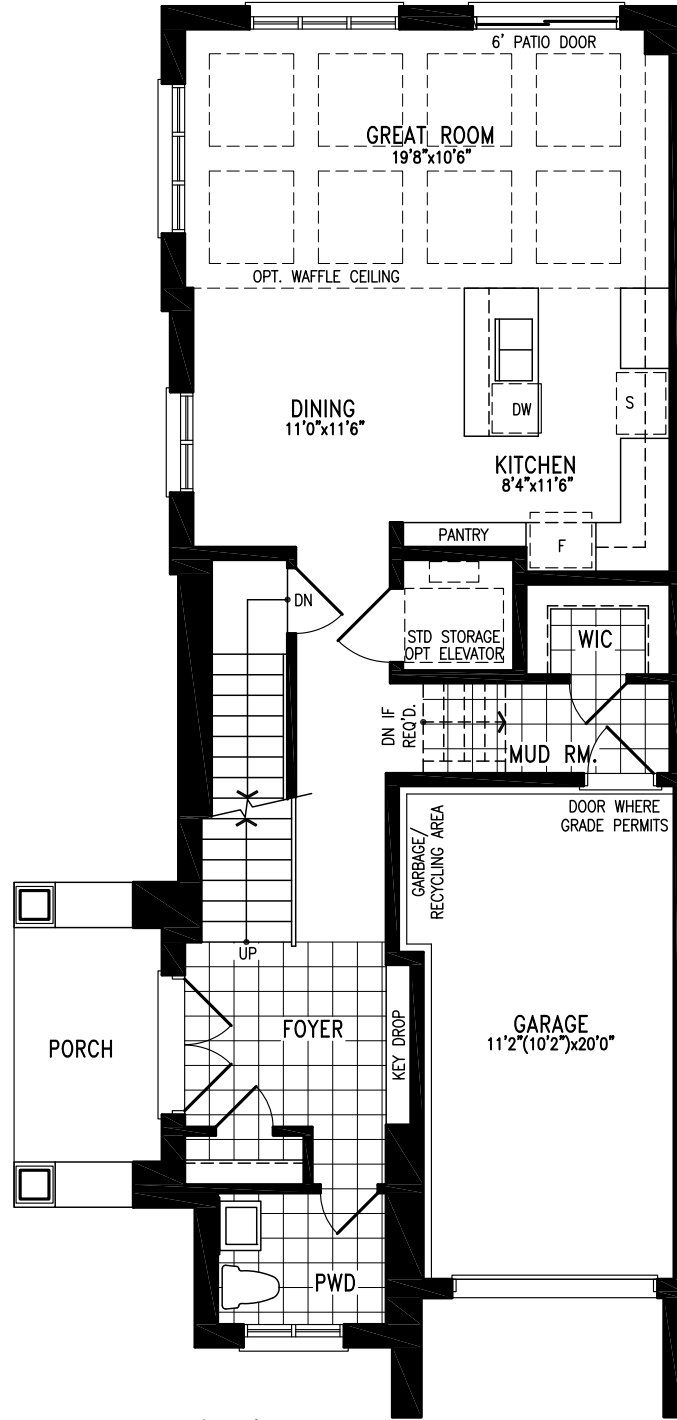 6' PATIO DOOR
GREAT ROOM
19'8"x10'6"
OPT. WAFFLE CEILING
DINING
11'0"x11'6"
DW
S
KITCHEN
8'4"x11'6"
PANTRY
F
DN
STD STORAGE
OPT ELEVATOR
WIC
DN IF
REQ'D.
MUD RM.
DOOR WHERE
GRADE PERMITS
GARBAGE/
RECYCLING AREA
UP
FOYER
KEY DROP
GARAGE
11'2"(10'2")x20'0"
PORCH
PWD